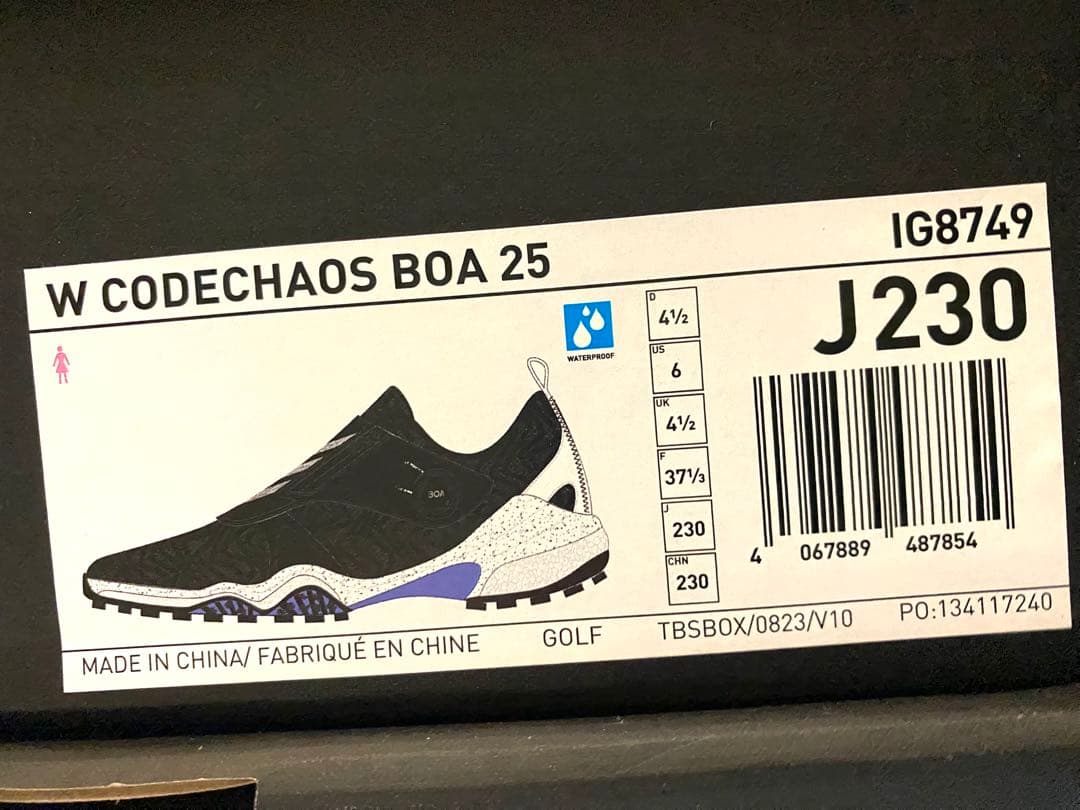 W CODECHAOS BOA 25
IG8749
WATERPROOF
BOA
D
4½
US
6
UK
4½
F
37⅓
J
230
CHN
230
J230
4 067889 487854
MADE IN CHINA/ FABRIQUÉ EN CHINE
GOLF
TBSBOX/0823/V10
PO:134117240